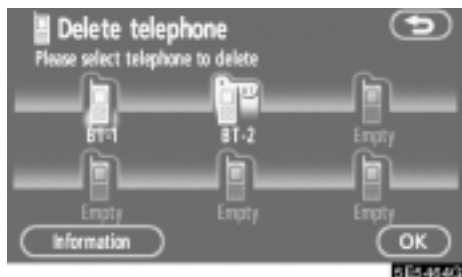 Delete telephone
Please select telephone to delete
BT-1 BT-2 Empty
Empty Empty Empty
Information OK